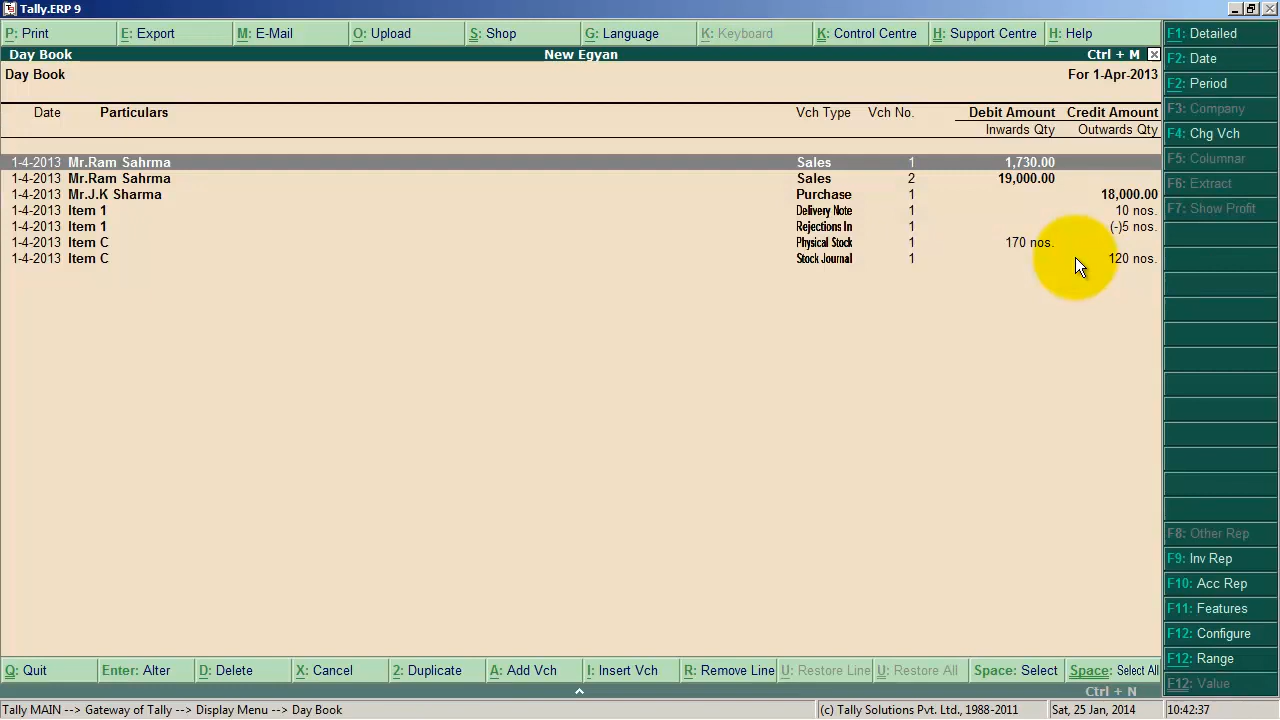 Tally.ERP 9
P: Print E: Export M: E-Mail O: Upload S: Shop G: Language K: Keyboard K: Control Centre H: Support Centre H: Help
Day Book New Egyan Ctrl + M
Day Book For 1-Apr-2013
Date Particulars Vch Type Vch No. Debit Amount Credit Amount
Inwards Qty Outwards Qty
1-4-2013 Mr.Ram Sahrma Sales 1 1,730.00
1-4-2013 Mr.Ram Sahrma Sales 2 19,000.00
1-4-2013 Mr.J.K Sharma Purchase 1 18,000.00
1-4-2013 Item 1 Delivery Note 1 10 nos.
1-4-2013 Item 1 Rejections In 1 (-)5 nos.
1-4-2013 Item C Physical Stock 1 170 nos.
1-4-2013 Item C Stock Journal 1 120 nos.
F1: Detailed
F2: Date
F2: Period
F3: Company
F4: Chg Vch
F5: Columnar
F6: Extract
F7: Show Profit
F8: Other Rep
F9: Inv Rep
F10: Acc Rep
F11: Features
F12: Configure
F12: Range
F12: Value
Q: Quit Enter: Alter D: Delete X: Cancel 2: Duplicate A: Add Vch I: Insert Vch R: Remove Line U: Restore Line U: Restore All Space: Select Space: Select All
Ctrl + N
Tally MAIN --> Gateway of Tally --> Display Menu --> Day Book (c) Tally Solutions Pvt. Ltd., 1988-2011 Sat, 25 Jan, 2014 10:42:37